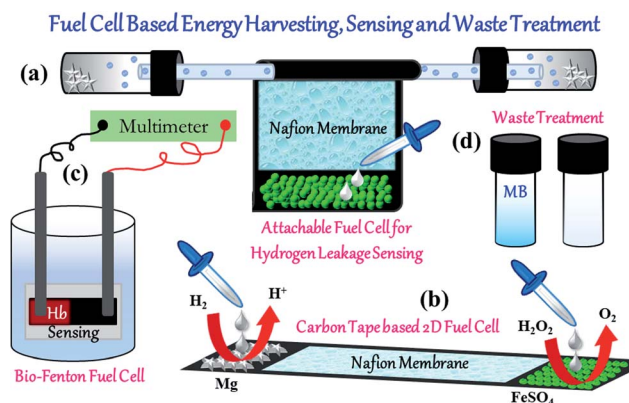 Fuel Cell Based Energy Harvesting, Sensing and Waste Treatment
(a)
Nafion Membrane
Attachable Fuel Cell for
Hydrogen Leakage Sensing
Multimeter
(c)
Hb
Sensing
Bio-Fenton Fuel Cell
Waste Treatment
(d)
MB
(b)
Carbon Tape based 2D Fuel Cell
H₂
H⁺
Mg
Nafion Membrane
H₂O₂
O₂
FeSO₄